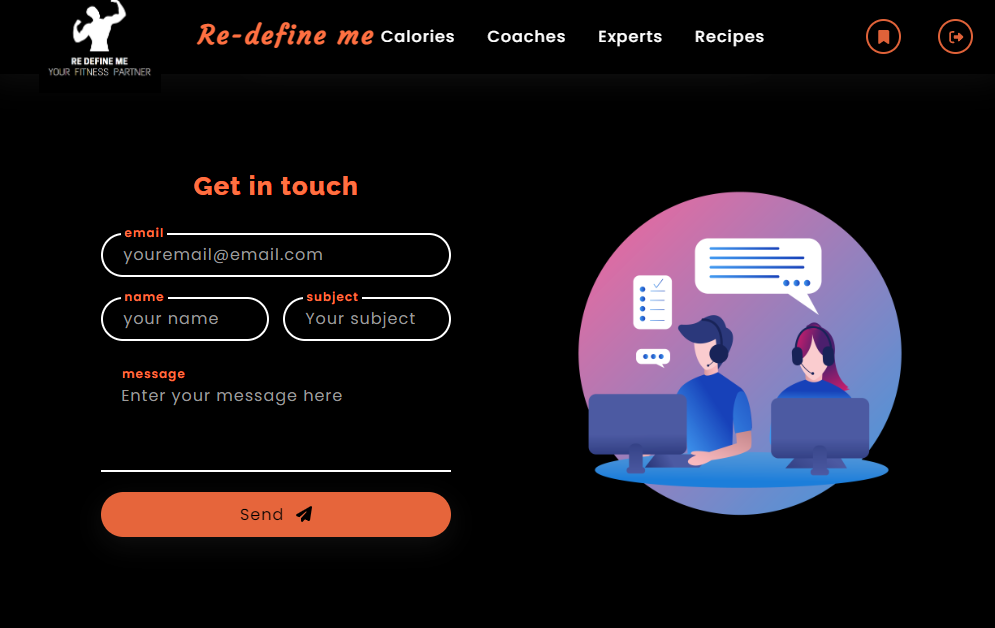 RE DEFINE ME
YOUR FITNESS PARTNER
Re-define me Calories Coaches Experts Recipes
Get in touch
email
youremail@email.com
name subject
your name Your subject
message
Enter your message here
Send